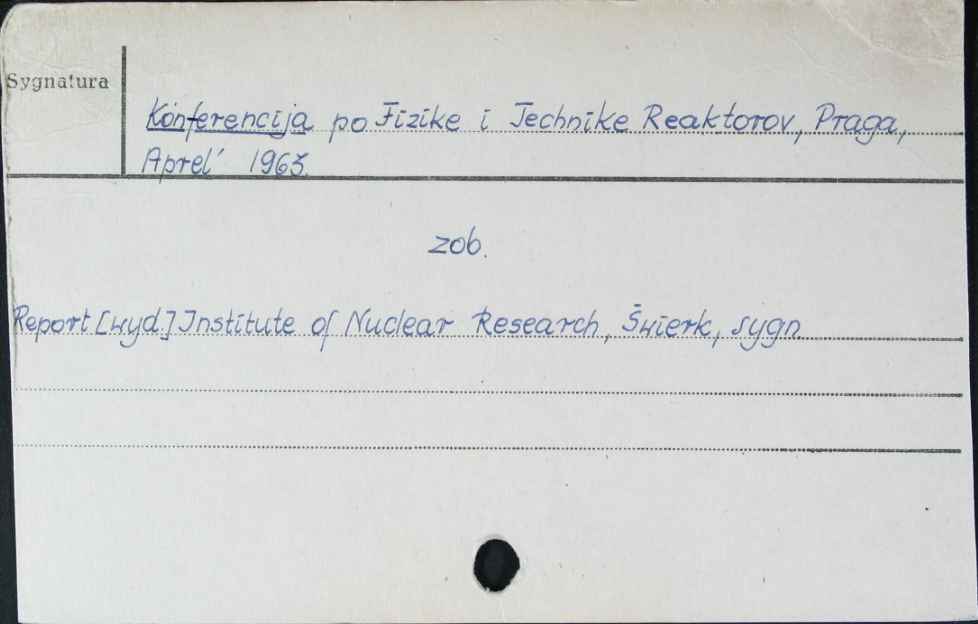 Sygnatura
Konferencija po Fizike i Technike Reaktorov, Praga,
Aprel' 1963.
zob.
Report [wyd.] Institute of Nuclear Research, Świerk, sygn.